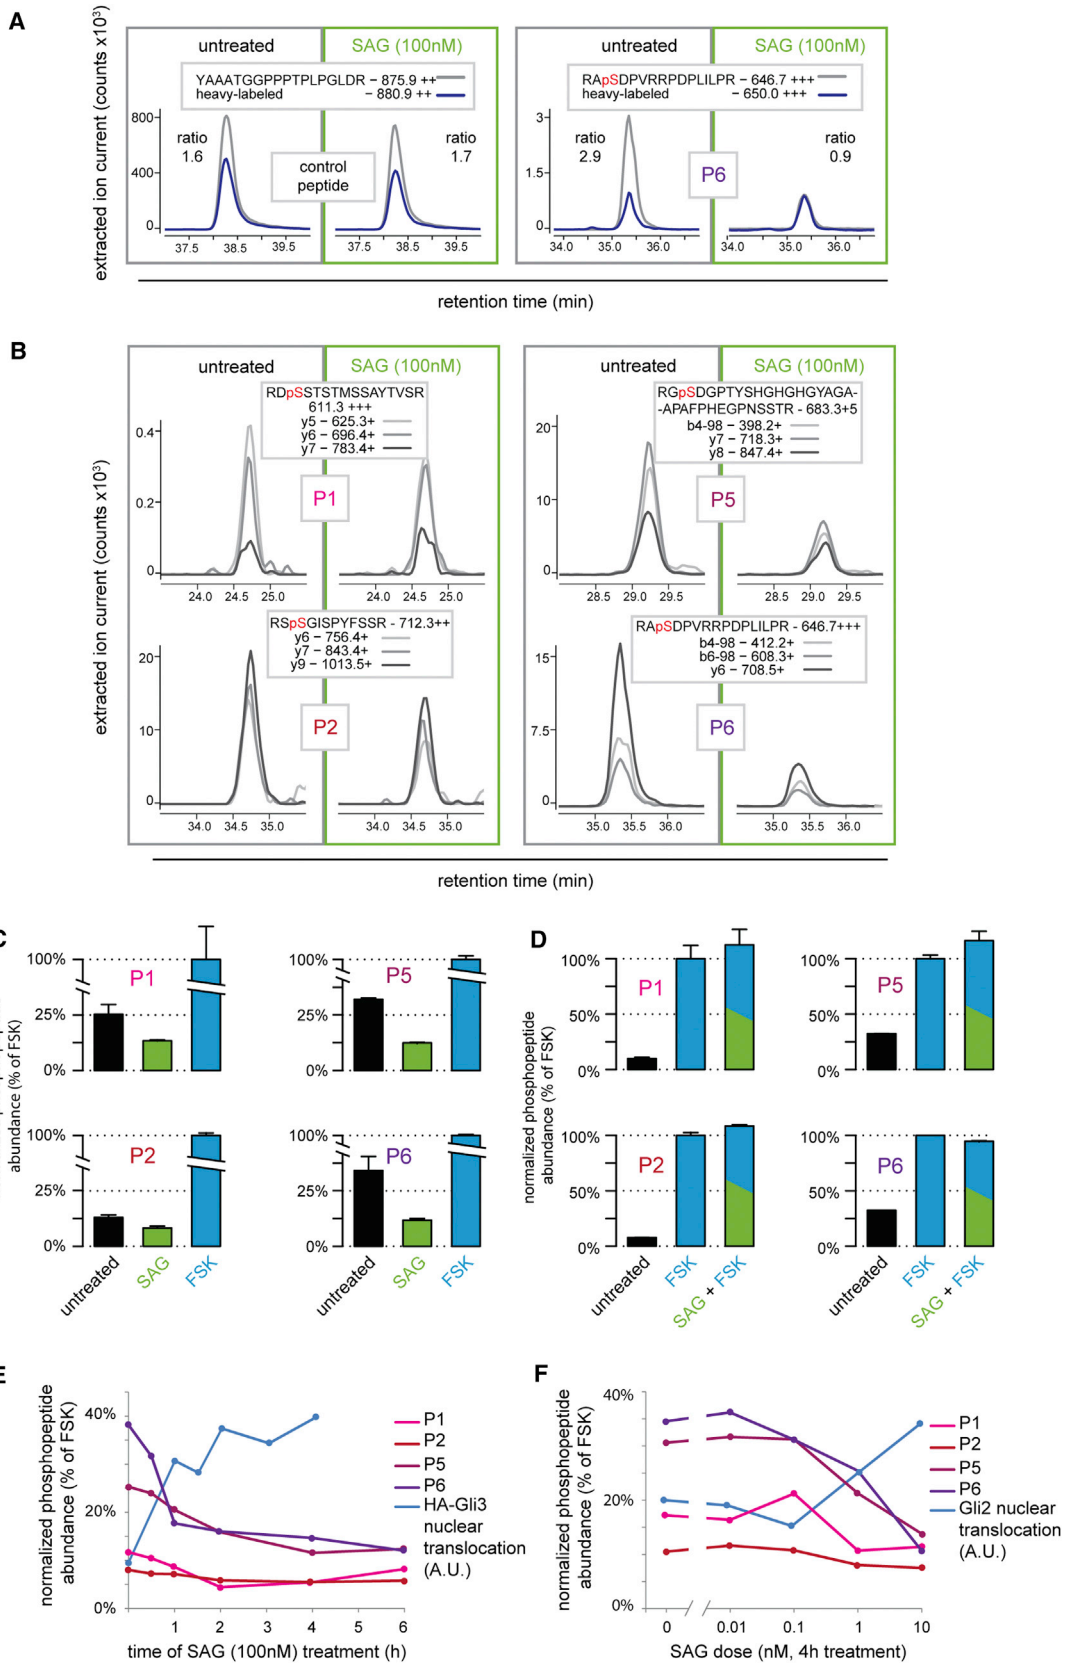 A
untreated
SAG (100nM)
untreated
SAG (100nM)
YAAATGGPPPTPLPGLDR – 875.9 ++
heavy-labeled – 880.9 ++
RApSDPVRRPDPLILPR – 646.7 +++
heavy-labeled – 650.0 +++
extracted ion current (counts x10³)
800
400
0
ratio
1.6
control
peptide
ratio
1.7
3
1.5
0
ratio
2.9
P6
ratio
0.9
37.5 38.5 39.5
37.5 38.5 39.5
34.0 35.0 36.0
34.0 35.0 36.0
retention time (min)
B
untreated
SAG (100nM)
untreated
SAG (100nM)
extracted ion current (counts x10³)
RDpSSTSTMSSAYTVSR
611.3 +++
y5 – 625.3+
y6 – 696.4+
y7 – 783.4+
0.4
0.2
0
P1
24.0 24.5 25.0
24.0 24.5 25.0
RGpSDGPTYSHGHGHGYAGA-
-APAFPHEGPNSSTR - 683.3+5
b4-98 – 398.2+
y7 – 718.3+
y8 – 847.4+
20
10
0
P5
28.5 29.0 29.5
28.5 29.0 29.5
RSpSGISPYFSSR - 712.3++
y6 – 756.4+
y7 – 843.4+
y9 – 1013.5+
20
10
0
P2
34.0 34.5 35.0
34.0 34.5 35.0
RApSDPVRRPDPLILPR - 646.7+++
b4-98 – 412.2+
b6-98 – 608.3+
y6 – 708.5+
15
7.5
0
P6
35.0 35.5 36.0
35.0 35.5 36.0
retention time (min)
abundance (% of FSK)
100%
25%
0%
P1
100%
25%
0%
P5
100%
25%
0%
P2
100%
25%
0%
P6
untreated
SAG
FSK
untreated
SAG
FSK
D
normalized phosphopeptide
abundance (% of FSK)
100%
50%
0%
P1
100%
50%
0%
P5
100%
50%
0%
P2
100%
50%
0%
P6
untreated
FSK
SAG + FSK
untreated
FSK
SAG + FSK
normalized phosphopeptide
abundance (% of FSK)
40%
20%
0%
0 1 2 3 4 5 6
time of SAG (100nM) treatment (h)
P1
P2
P5
P6
HA-Gli3
nuclear
translocation
(A.U.)
F
normalized phosphopeptide
abundance (% of FSK)
40%
20%
0%
0 0.01 0.1 1 10
SAG dose (nM, 4h treatment)
P1
P2
P5
P6
Gli2 nuclear
translocation
(A.U.)